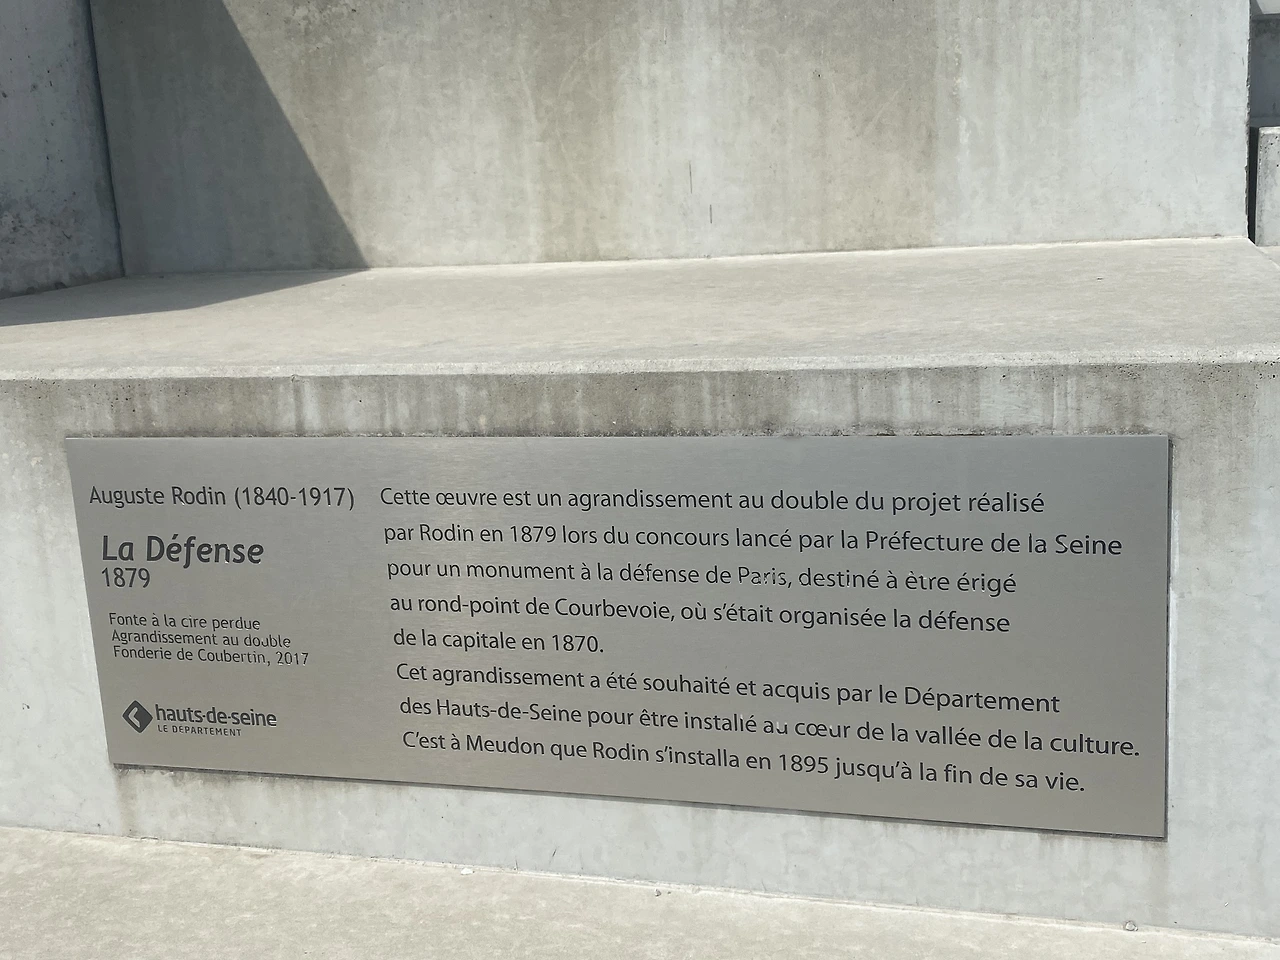 Auguste Rodin (1840-1917)
La Défense
1879
Fonte à la cire perdue
Agrandissement au double
Fonderie de Coubertin, 2017
hauts-de-seine
LE DÉPARTEMENT
Cette œuvre est un agrandissement au double du projet réalisé
par Rodin en 1879 lors du concours lancé par la Préfecture de la Seine
pour un monument à la défense de Paris, destiné à être érigé
au rond-point de Courbevoie, où s'était organisée la défense
de la capitale en 1870.
Cet agrandissement a été souhaité et acquis par le Département
des Hauts-de-Seine pour être installé au cœur de la vallée de la culture.
C'est à Meudon que Rodin s'installa en 1895 jusqu'à la fin de sa vie.